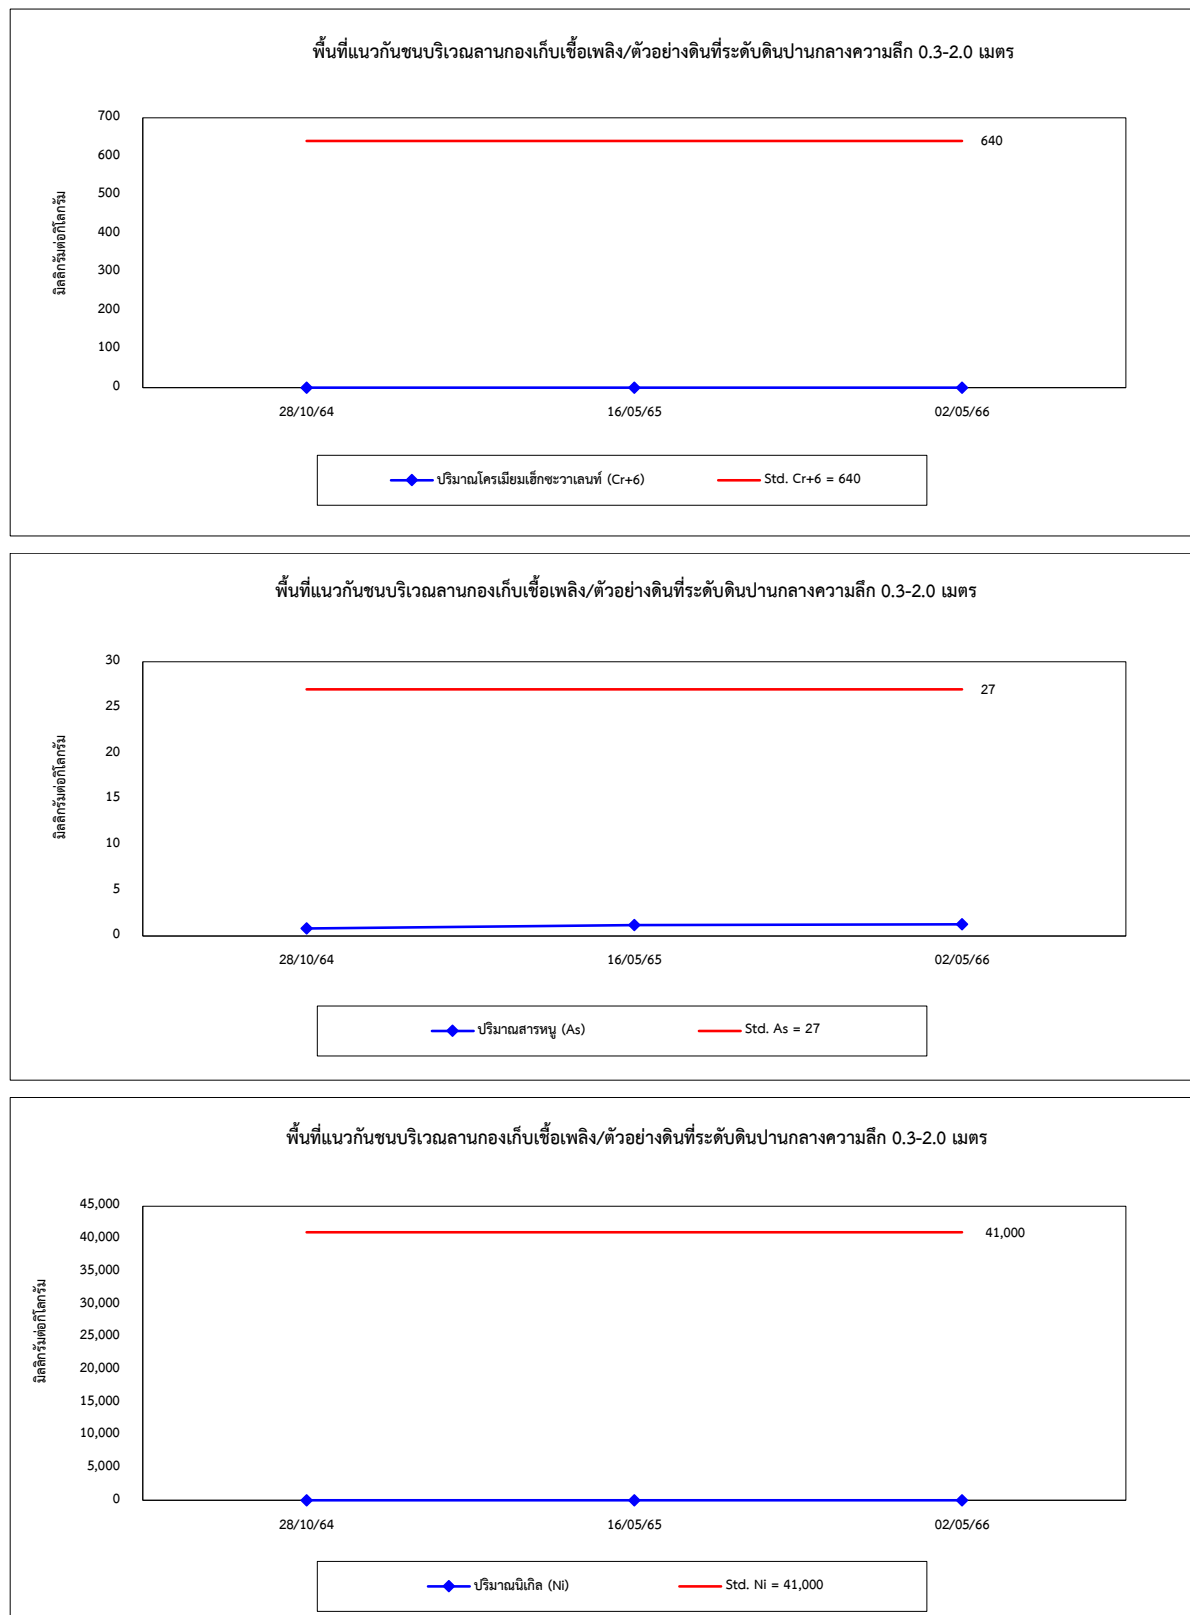 พื้นที่แนวกันชนบริเวณลานกองเก็บเชื้อเพลิง/ตัวอย่างดินที่ระดับดินปานกลางความลึก 0.3-2.0 เมตร
มิลลิกรัมต่อกิโลกรัม
700
600
500
400
300
200
100
0
640
28/10/64 16/05/65 02/05/66
ปริมาณโครเมียมเฮ็กซะวาเลนท์ (Cr+6) Std. Cr+6 = 640
พื้นที่แนวกันชนบริเวณลานกองเก็บเชื้อเพลิง/ตัวอย่างดินที่ระดับดินปานกลางความลึก 0.3-2.0 เมตร
มิลลิกรัมต่อกิโลกรัม
30
25
20
15
10
5
0
27
28/10/64 16/05/65 02/05/66
ปริมาณสารหนู (As) Std. As = 27
พื้นที่แนวกันชนบริเวณลานกองเก็บเชื้อเพลิง/ตัวอย่างดินที่ระดับดินปานกลางความลึก 0.3-2.0 เมตร
มิลลิกรัมต่อกิโลกรัม
45,000
40,000
35,000
30,000
25,000
20,000
15,000
10,000
5,000
0
41,000
28/10/64 16/05/65 02/05/66
ปริมาณนิเกิล (Ni) Std. Ni = 41,000